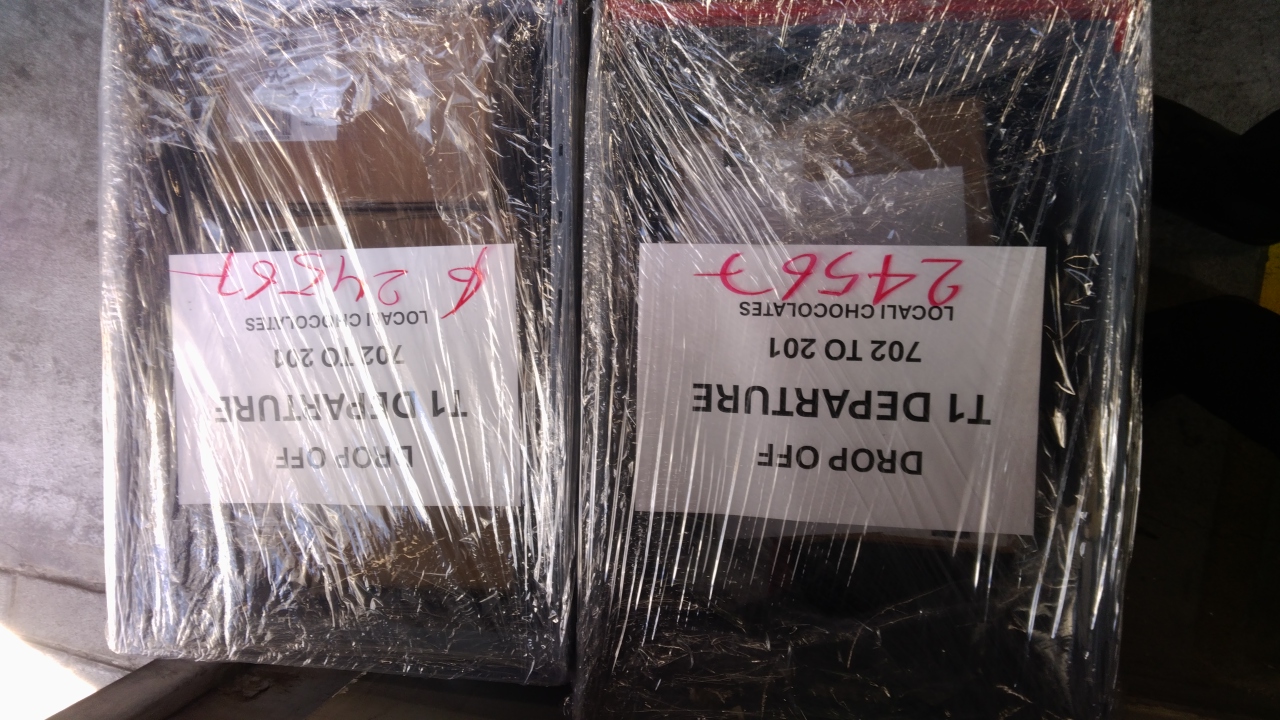 DROP OFF
T1 DEPARTURE
702 TO 201
LOCALI CHOCOLATES
24567
DROP OFF
T1 DEPARTURE
702 TO 201
LOCALI CHOCOLATES
24567